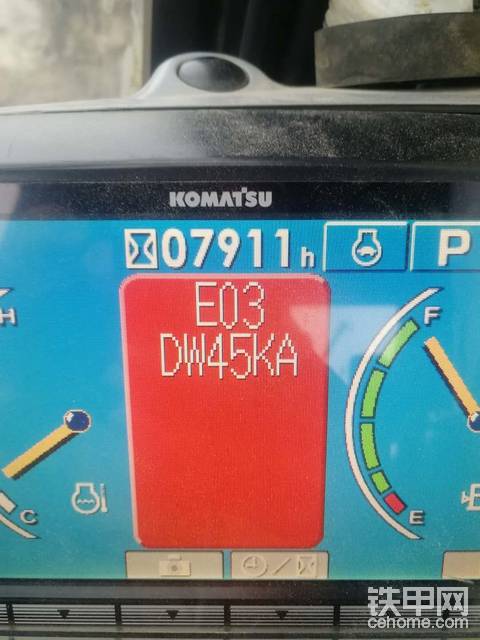 KOMATSU
07911h
P
E03
DW45KA
H
C
F
E
铁甲网
cehome.com